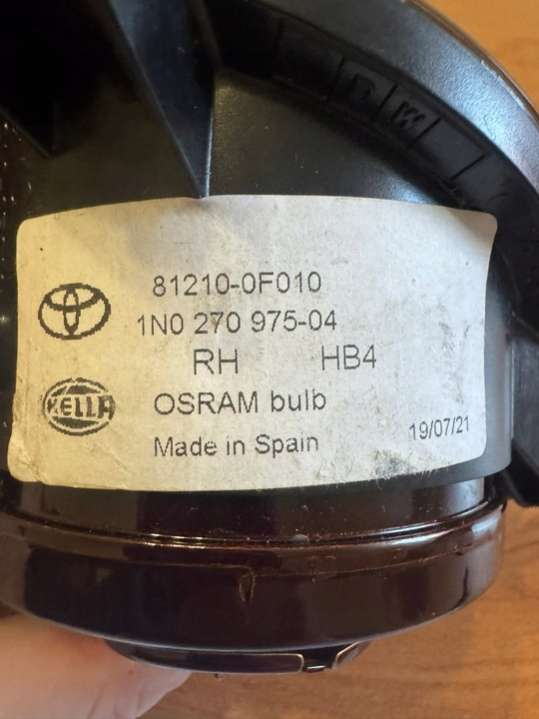 81210-0F010
1N0 270 975-04
RH HB4
HELLA
OSRAM bulb
Made in Spain
19/07/21